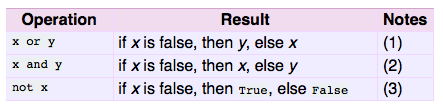 Operation Result Notes
x or y if x is false, then y, else x (1)
x and y if x is false, then x, else y (2)
not x if x is false, then True, else False (3)